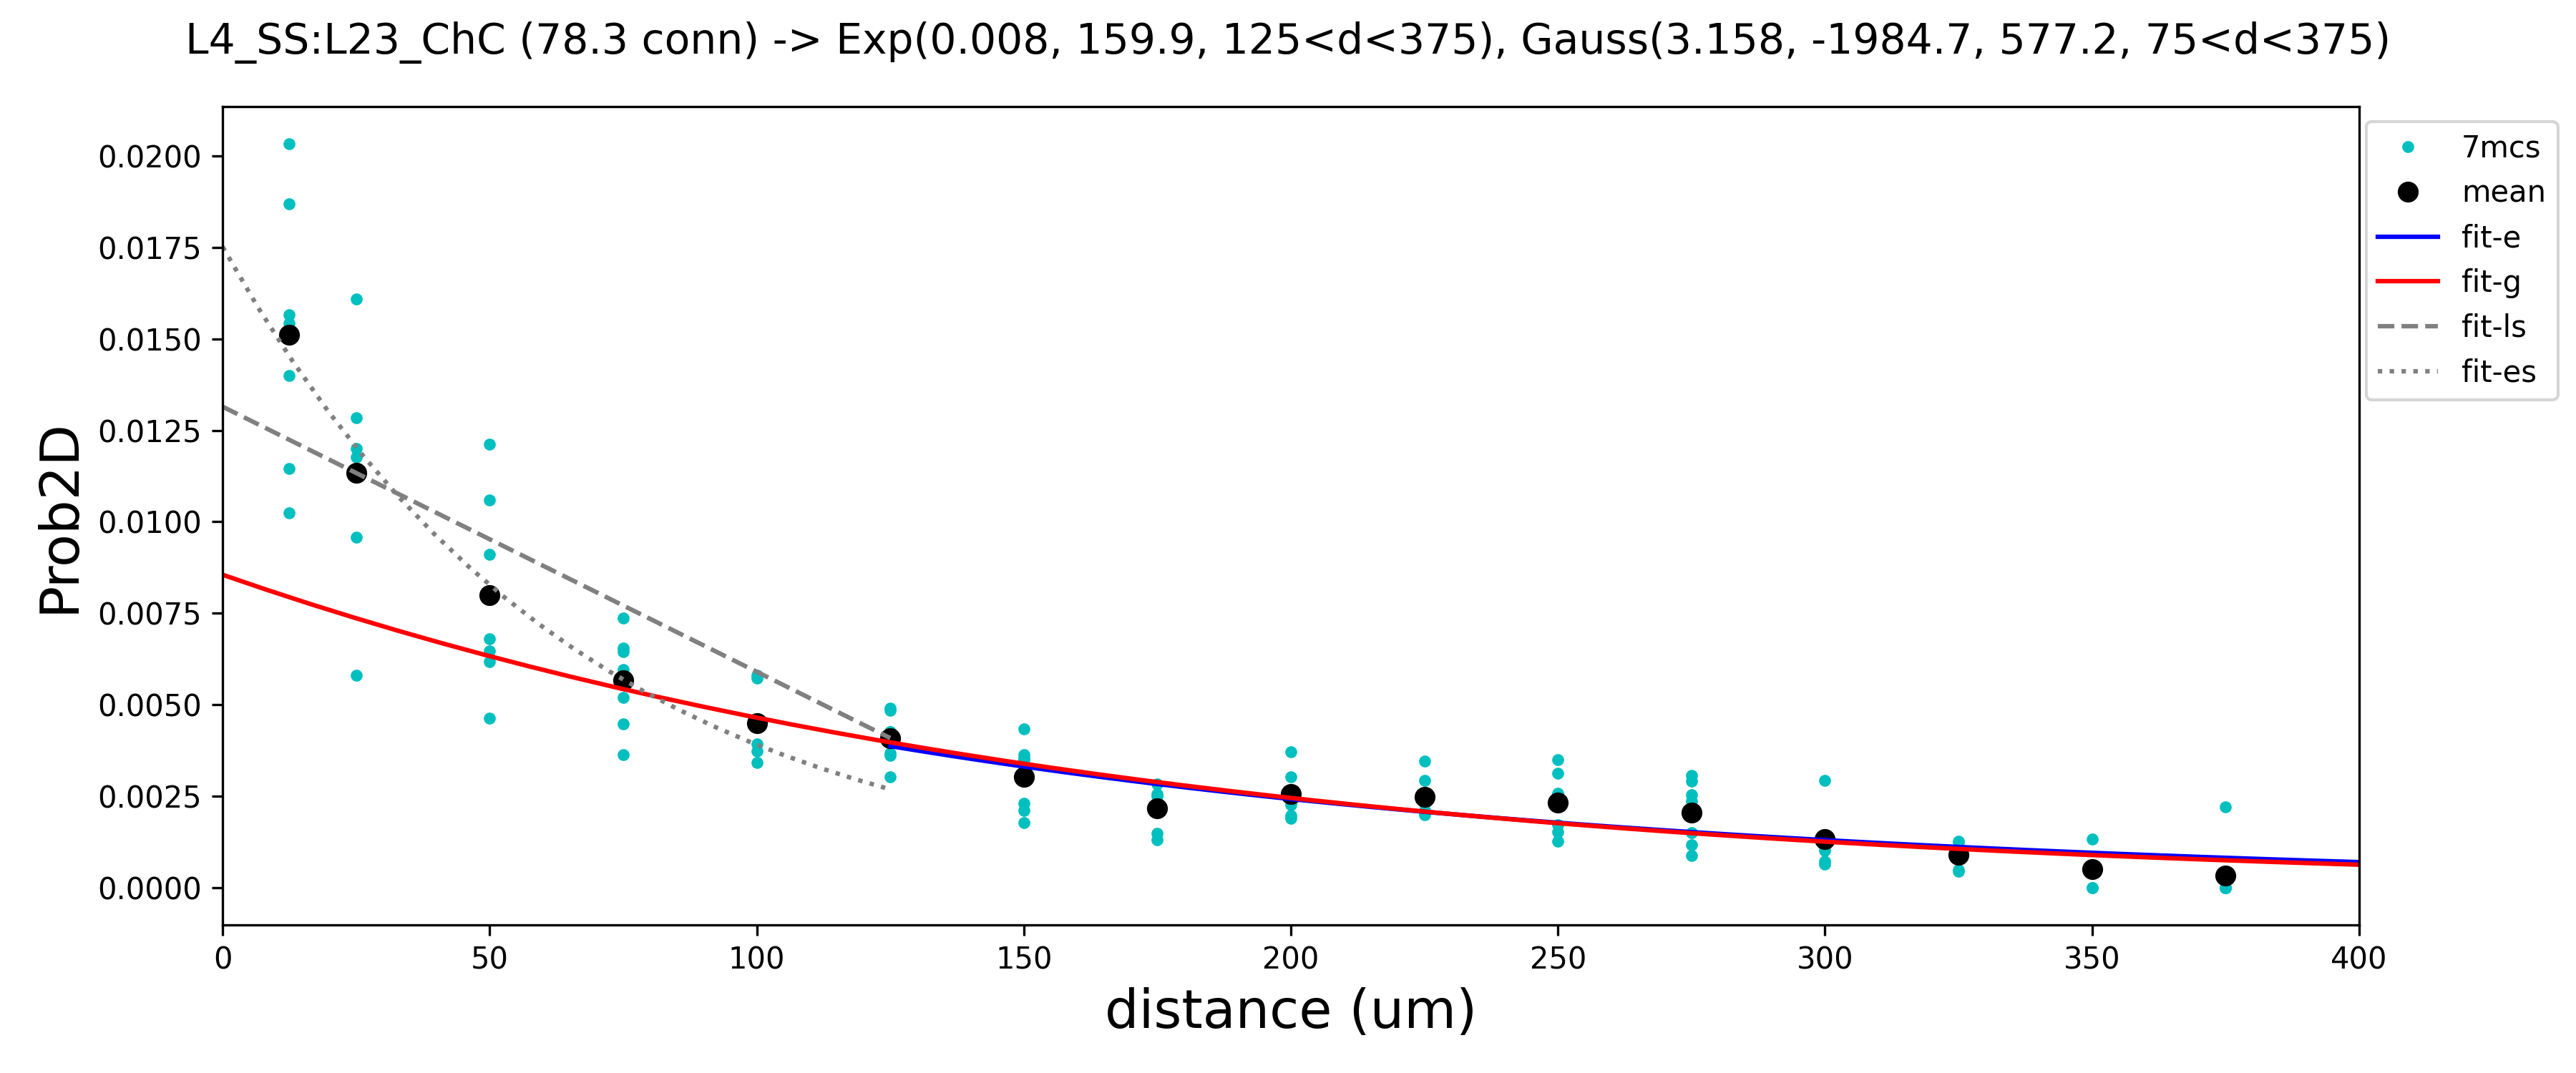 L4_SS:L23_ChC (78.3 conn) -> Exp(0.008, 159.9, 125<d<375), Gauss(3.158, -1984.7, 577.2, 75<d<375)
Prob2D
0.0200
0.0175
0.0150
0.0125
0.0100
0.0075
0.0050
0.0025
0.0000
0 50 100 150 200 250 300 350 400
distance (um)
7mcs
mean
fit-e
fit-g
fit-ls
fit-es